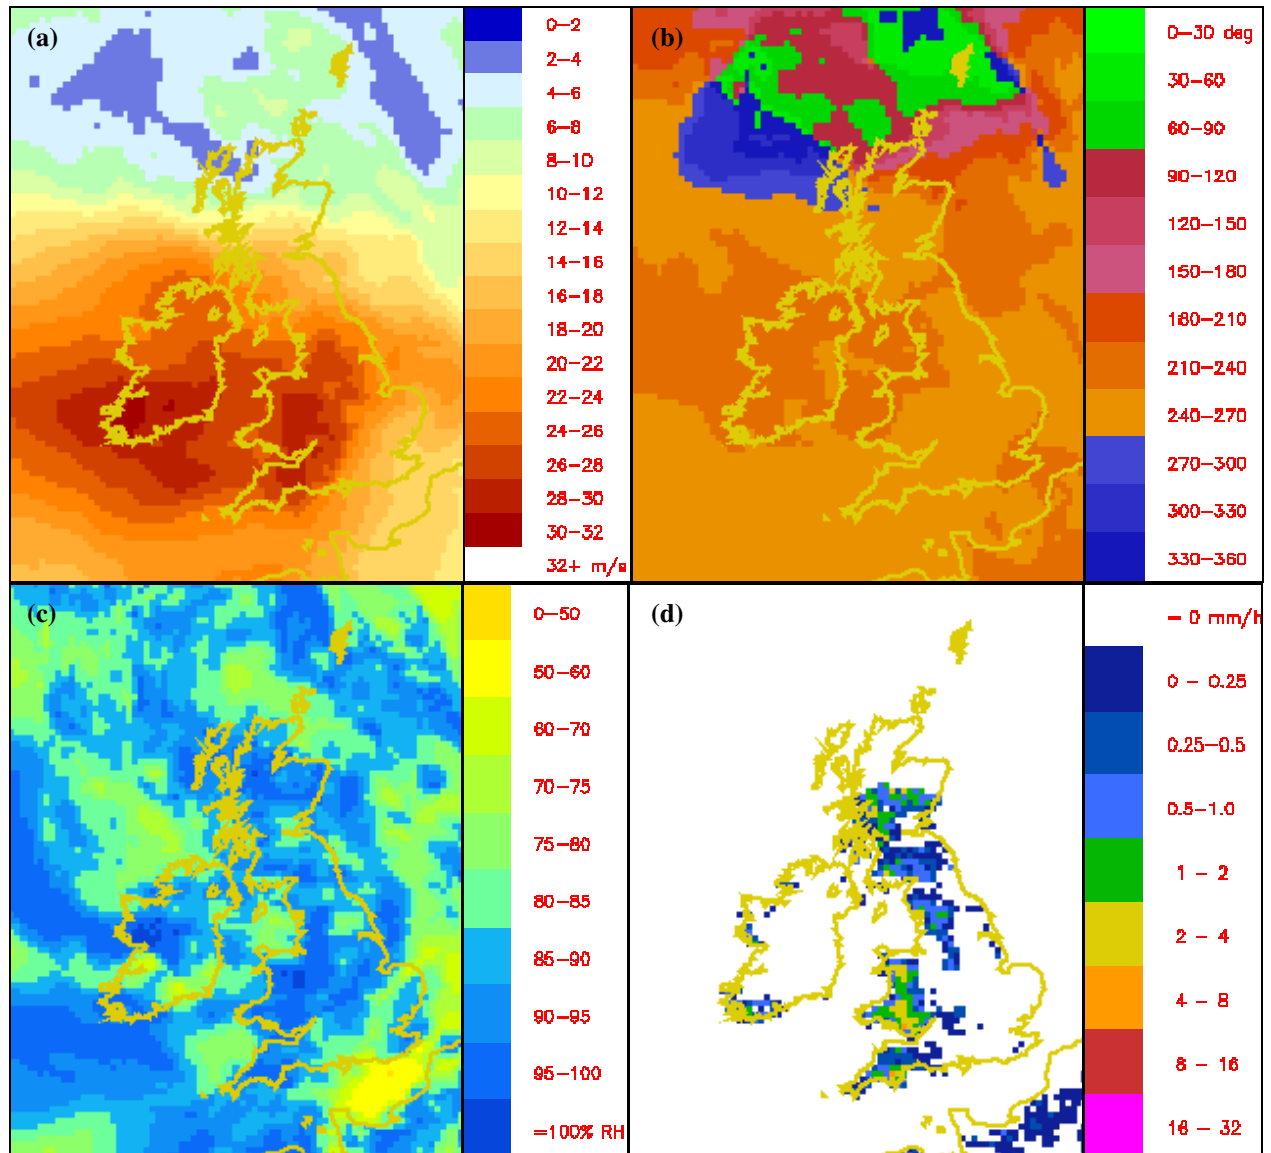 (a)
0-2
2-4
4-6
6-8
8-10
10-12
12-14
14-16
16-18
18-20
20-22
22-24
24-26
26-28
28-30
30-32
32+ m/s
(b)
0-30 deg
30-60
60-90
90-120
120-150
150-180
180-210
210-240
240-270
270-300
300-330
330-360
(c)
0-50
50-60
60-70
70-75
75-80
80-85
85-90
90-95
95-100
=100% RH
(d)
= 0 mm/h
0 - 0.25
0.25-0.5
0.5-1.0
1 - 2
2 - 4
4 - 8
8 - 16
16 - 32